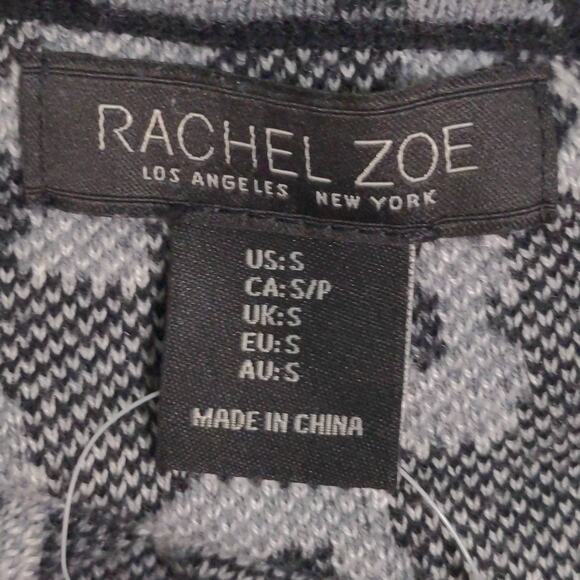 RACHEL ZOE
LOS ANGELES NEW YORK
US: S
CA: S/P
UK: S
EU: S
AU: S
MADE IN CHINA